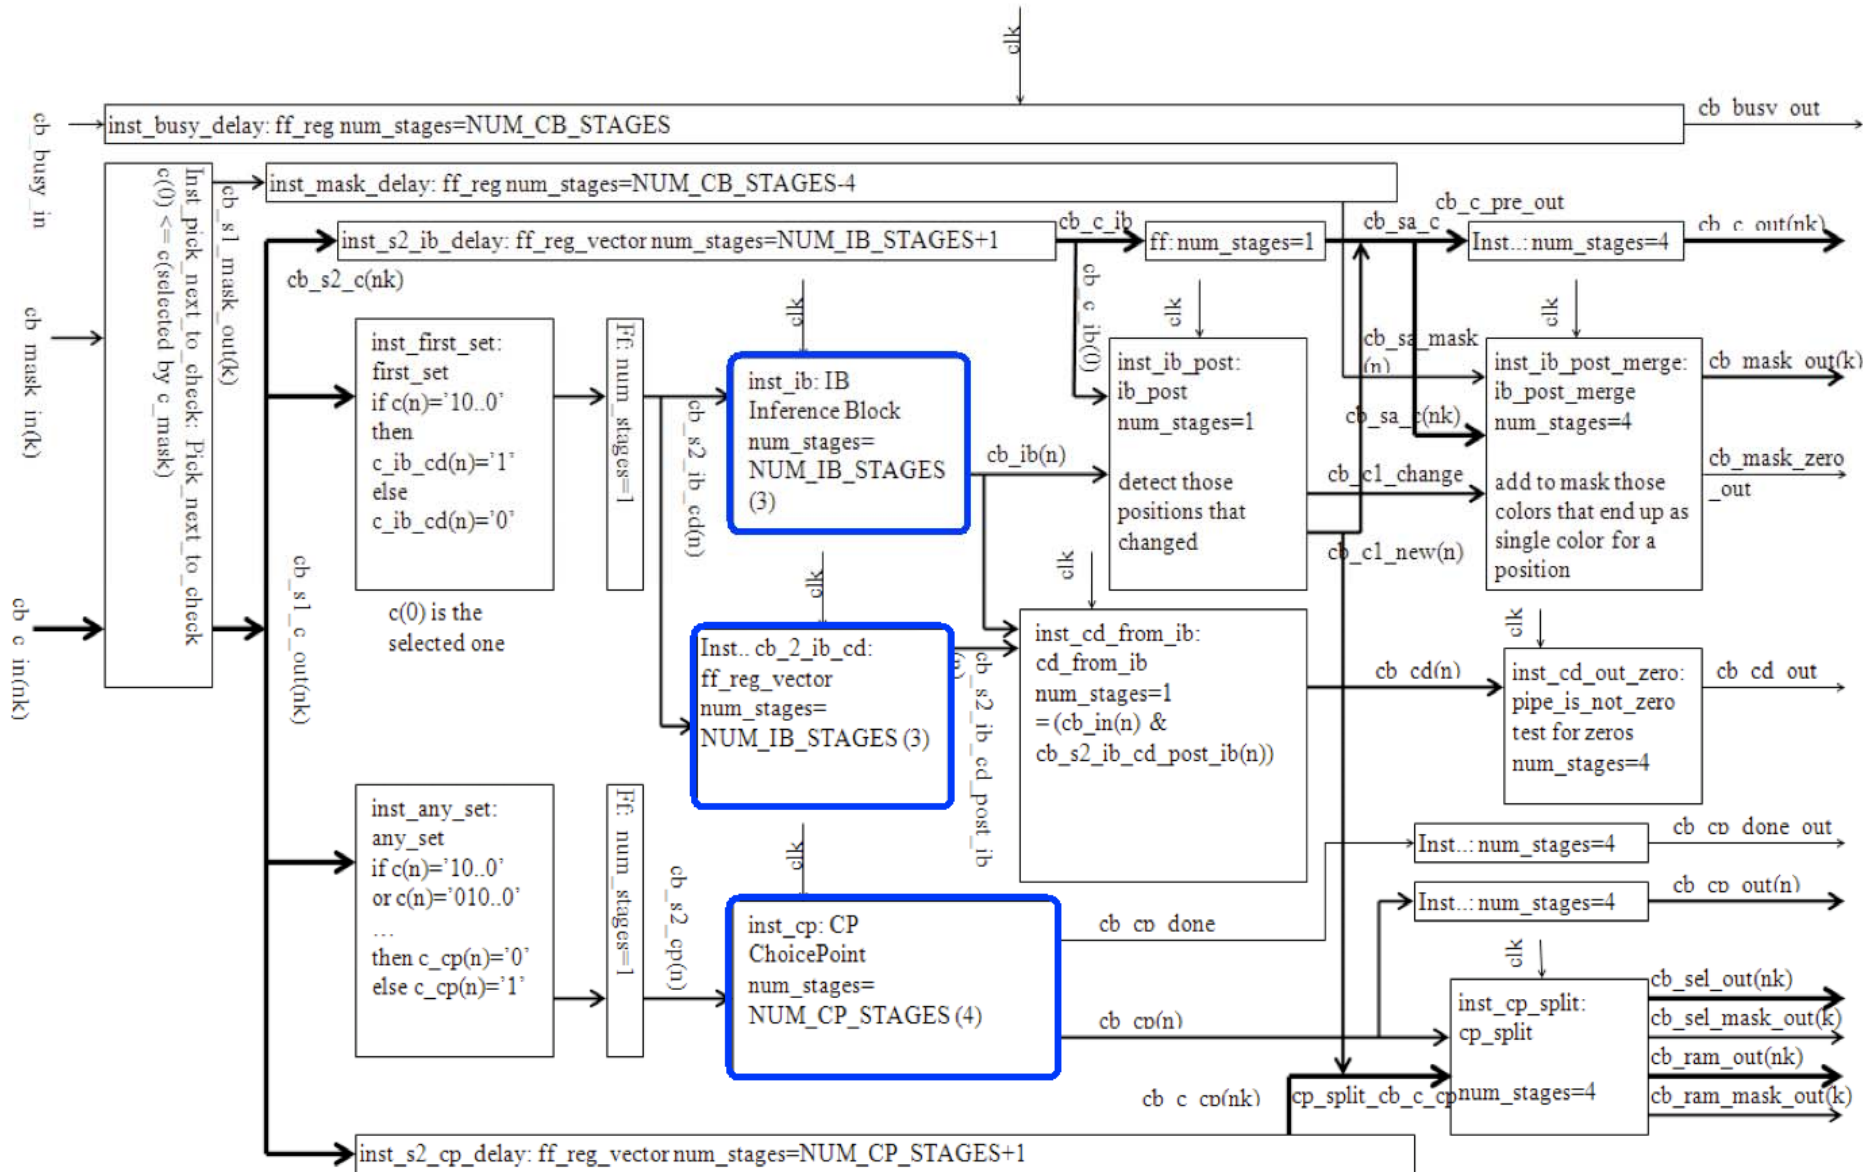 clk
cb_busy_in
inst_busy_delay: ff_reg num_stages=NUM_CB_STAGES
cb_busy_out
cb_mask_in(k)
cb_c_in(nk)
Inst_pick_next_to_check: Pick_next_to_check
c(0) <= c(selected by c_mask)
cb_s1_mask_out(k)
cb_s1_c_out(nk)
inst_mask_delay: ff_reg num_stages=NUM_CB_STAGES-4
inst_s2_ib_delay: ff_reg_vector num_stages=NUM_IB_STAGES+1
cb_s2_c(nk)
cb_c_ib
cb_c_ib(0)
ff: num_stages=1
cb_sa_c
cb_c_pre_out
Inst..: num_stages=4
cb_c_out(nk)
inst_first_set:
first_set
if c(n)='10..0'
then
c_ib_cd(n)='1'
else
c_ib_cd(n)='0'
c(0) is the
selected one
Ff: num_stages=1
cb_s2_ib_cd(n)
clk
inst_ib: IB
Inference Block
num_stages=
NUM_IB_STAGES
(3)
cb_ib(n)
clk
inst_ib_post:
ib_post
num_stages=1
detect those
positions that
changed
cb_sa_mask
(n)
cb_sa_c(nk)
cb_c1_change
cb_c1_new(n)
clk
inst_ib_post_merge:
ib_post_merge
num_stages=4
add to mask those
colors that end up as
single color for a
position
cb_mask_out(k)
cb_mask_zero
_out
clk
Inst.. cb_2_ib_cd:
ff_reg_vector
num_stages=
NUM_IB_STAGES (3)
cb_s2_ib_cd_post_ib
(n)
clk
inst_cd_from_ib:
cd_from_ib
num_stages=1
=(cb_in(n) &
cb_s2_ib_cd_post_ib(n))
cb_cd(n)
clk
inst_cd_out_zero:
pipe_is_not_zero
test for zeros
num_stages=4
cb_cd_out
inst_any_set:
any_set
if c(n)='10..0'
or c(n)='010..0'
...
then c_cp(n)='0'
else c_cp(n)='1'
Ff: num_stages=1
cb_s2_cp(n)
clk
inst_cp: CP
ChoicePoint
num_stages=
NUM_CP_STAGES (4)
cb_cp_done
cb_cp(n)
Inst..: num_stages=4
cb_cp_done_out
Inst..: num_stages=4
cb_cp_out(n)
clk
inst_cp_split:
cp_split
num_stages=4
cb_sel_out(nk)
cb_sel_mask_out(k)
cb_ram_out(nk)
cb_ram_mask_out(k)
cb_c_cp(nk)
cp_split_cb_c_cp
inst_s2_cp_delay: ff_reg_vector num_stages=NUM_CP_STAGES+1